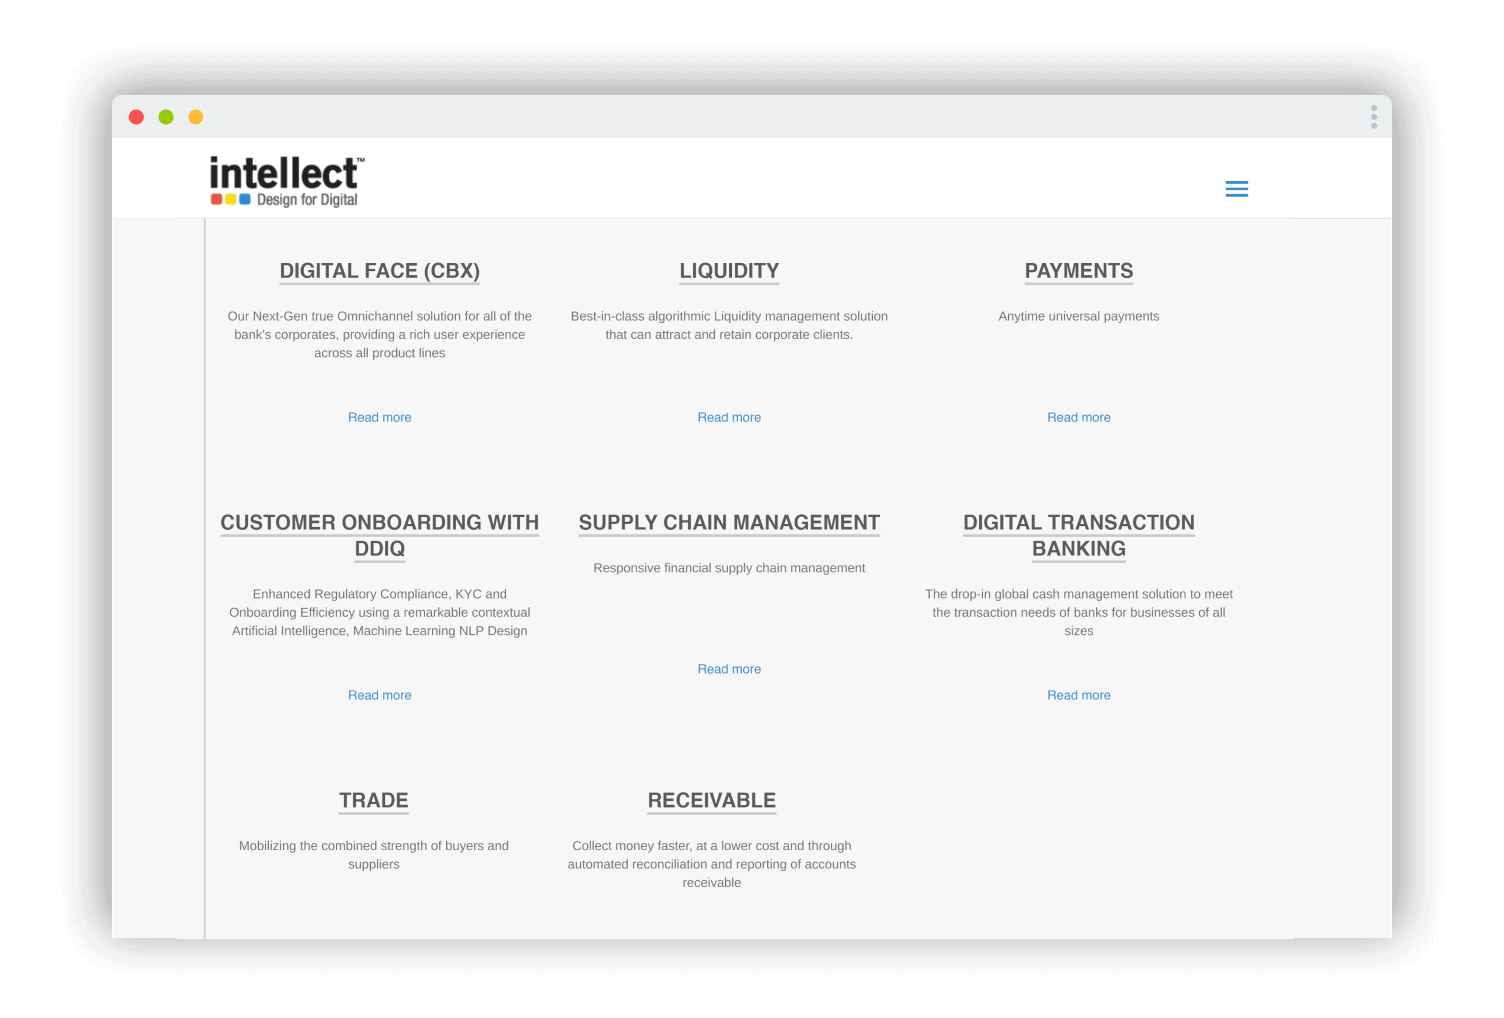 intellect™
Design for Digital
DIGITAL FACE (CBX)
Our Next-Gen true Omnichannel solution for all of the
bank's corporates, providing a rich user experience
across all product lines
Read more
LIQUIDITY
Best-in-class algorithmic Liquidity management solution
that can attract and retain corporate clients.
Read more
PAYMENTS
Anytime universal payments
Read more
CUSTOMER ONBOARDING WITH
DDIQ
Enhanced Regulatory Compliance, KYC and
Onboarding Efficiency using a remarkable contextual
Artificial Intelligence, Machine Learning NLP Design
Read more
SUPPLY CHAIN MANAGEMENT
Responsive financial supply chain management
Read more
DIGITAL TRANSACTION
BANKING
The drop-in global cash management solution to meet
the transaction needs of banks for businesses of all
sizes
Read more
TRADE
Mobilizing the combined strength of buyers and
suppliers
RECEIVABLE
Collect money faster, at a lower cost and through
automated reconciliation and reporting of accounts
receivable